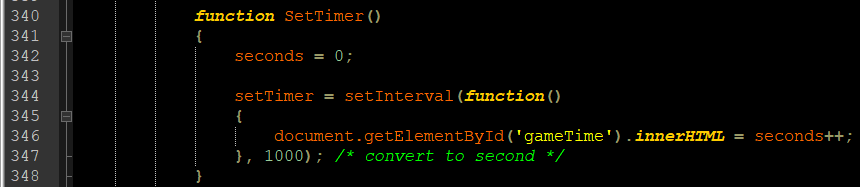 340 function SetTimer()
341 {
342 seconds = 0;
343
344 setTimer = setInterval(function()
345 {
346 document.getElementById('gameTime').innerHTML = seconds++;
347 }, 1000); /* convert to second */
348 }